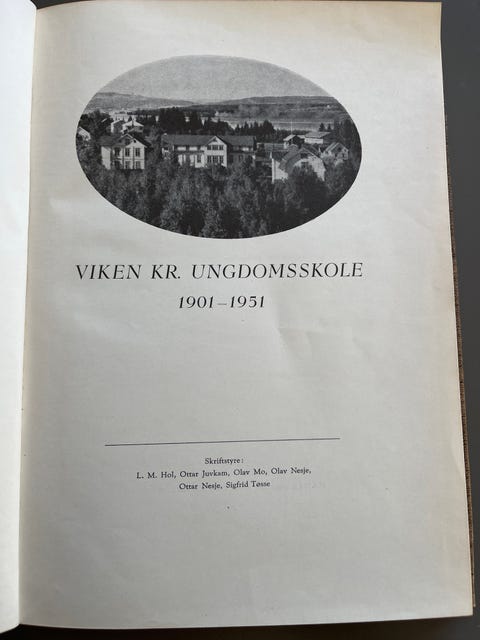 VIKEN KR. UNGDOMSSKOLE
1901–1951
Skriftstyre:
L. M. Hol, Ottar Juvkam, Olav Mo, Olav Nesje,
Ottar Nesje, Sigfrid Tøsse